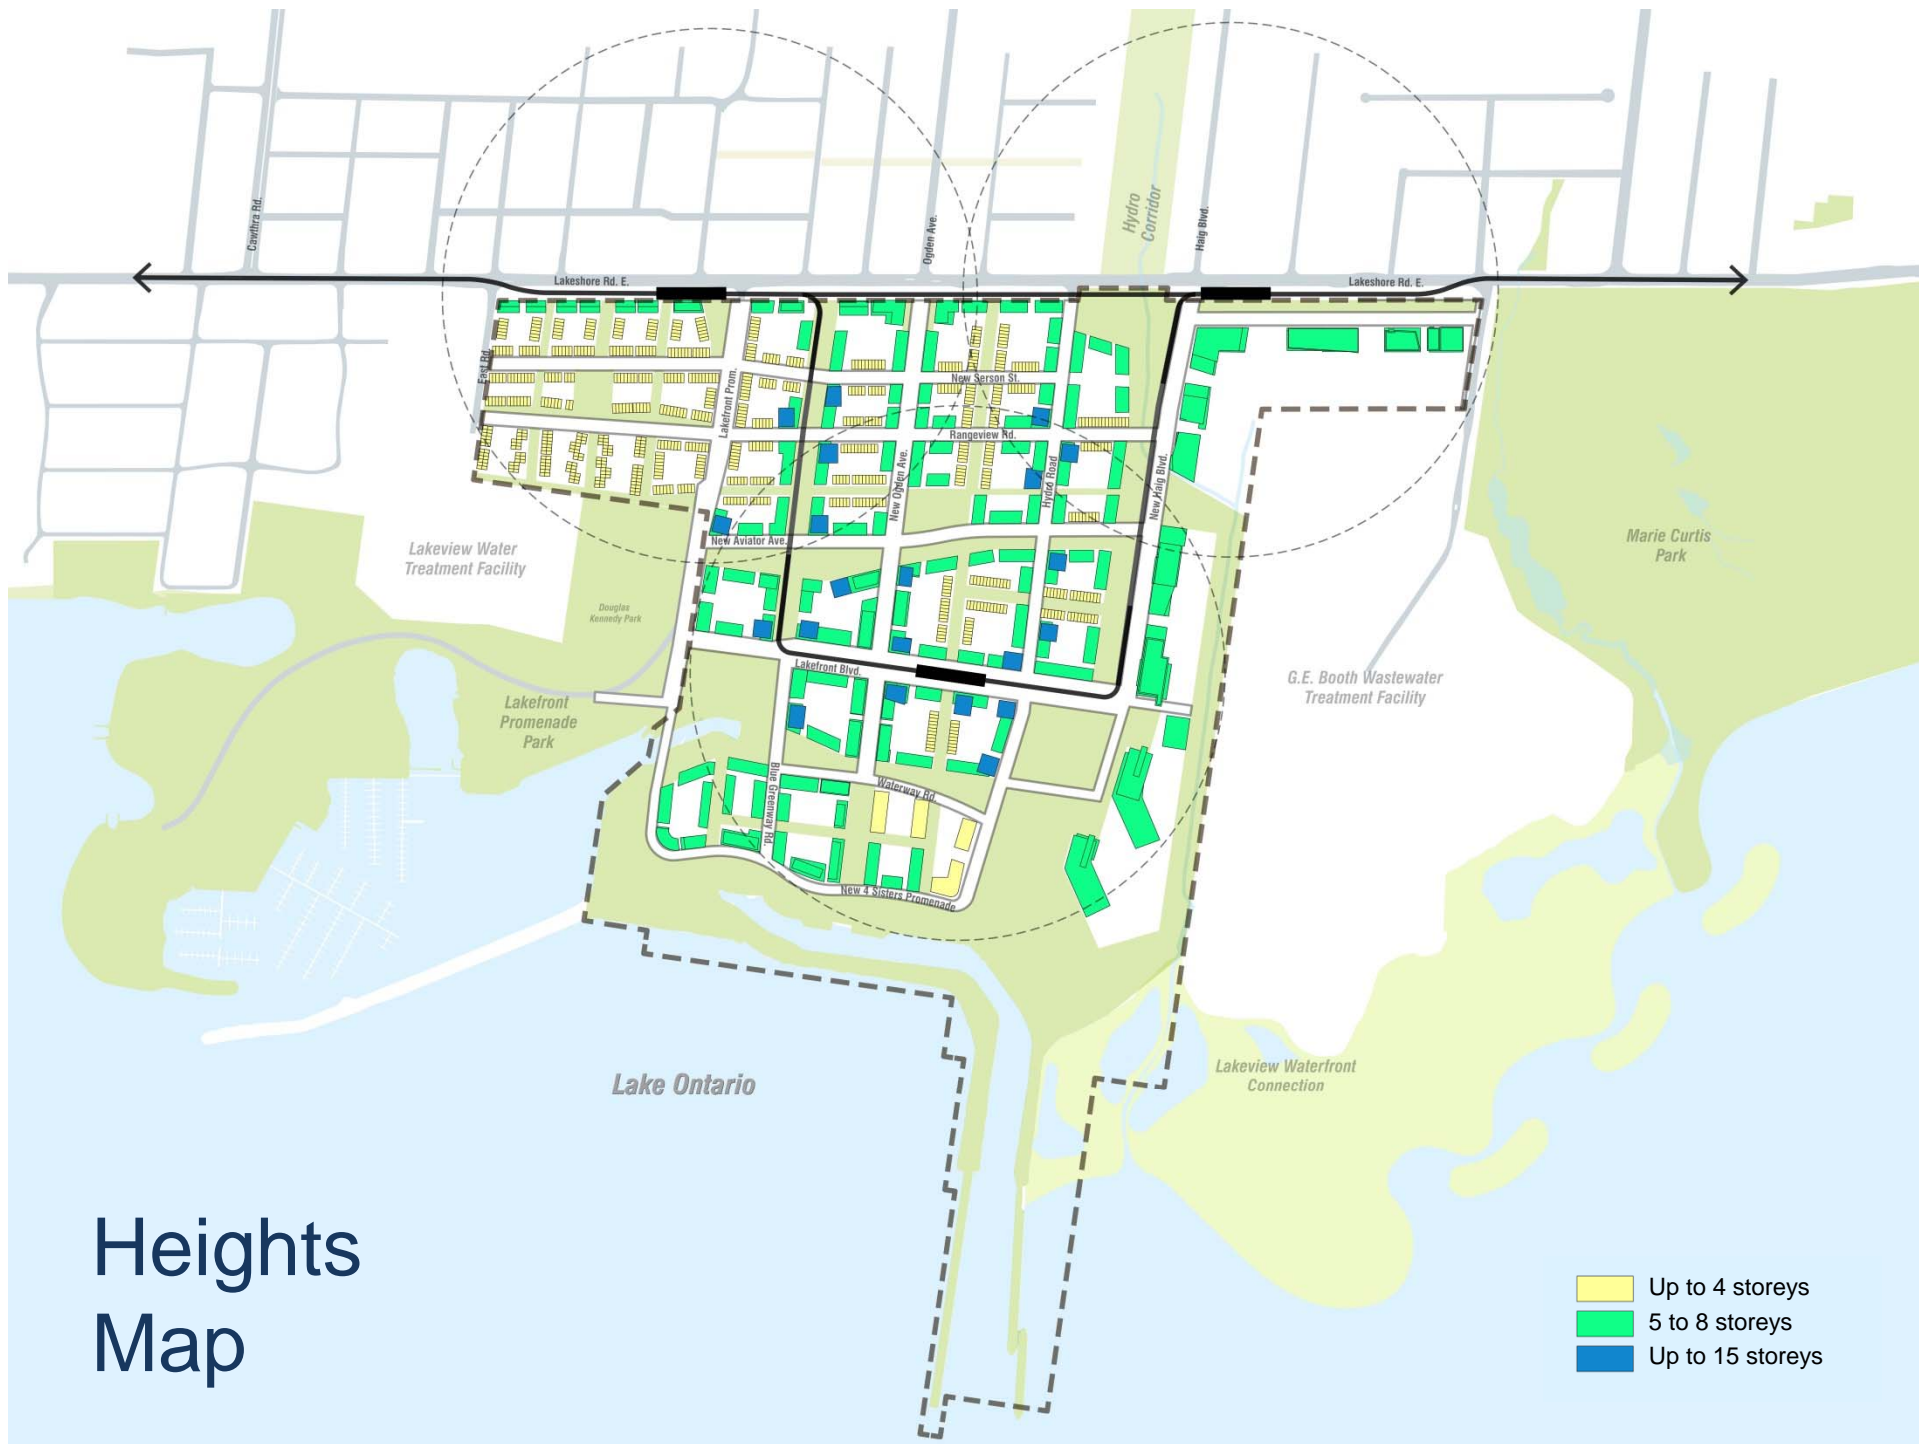 Hydro
Corridor
Cawthra Rd.
Ogden Ave.
Haig Blvd.
Lakeshore Rd. E.
Lakeshore Rd. E.
East Rd.
Lakefront Prom.
New Serson St.
Rangeview Rd.
New Ogden Ave.
Hydro Road
New Haig Blvd.
New Aviator Ave.
Lakeview Water
Treatment Facility
Marie Curtis
Park
Douglas
Kennedy Park
Lakefront Blvd.
G.E. Booth Wastewater
Treatment Facility
Lakefront
Promenade
Park
Blue Greenway Rd.
Waterway Rd.
New 4 Sisters Promenade
Lake Ontario
Lakeview Waterfront
Connection
Heights
Map
Up to 4 storeys
5 to 8 storeys
Up to 15 storeys